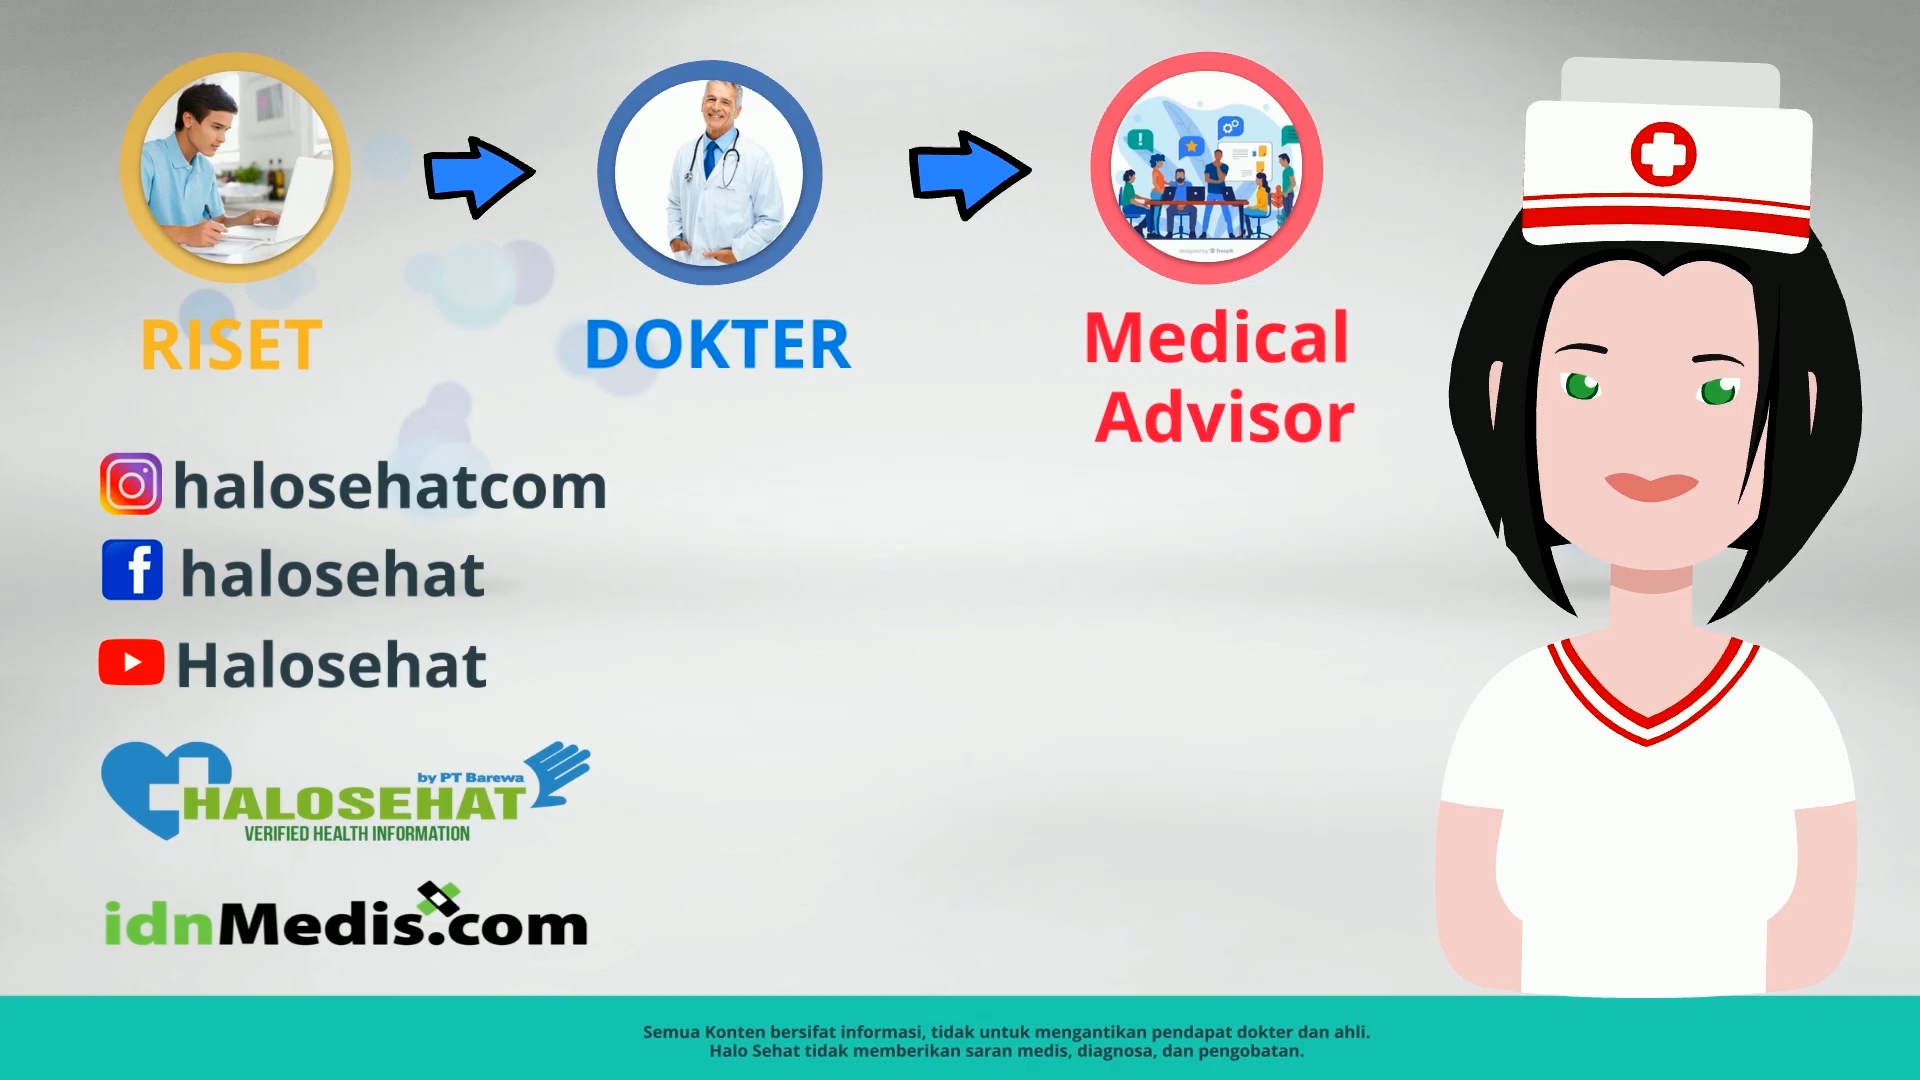 RISET
DOKTER
Medical
Advisor
halosehatcom
halosehat
Halosehat
by PT Barewa
HALOSEHAT
VERIFIED HEALTH INFORMATION
idnMedis.com
Semua Konten bersifat informasi, tidak untuk mengantikan pendapat dokter dan ahli.
Halo Sehat tidak memberikan saran medis, diagnosa, dan pengobatan.